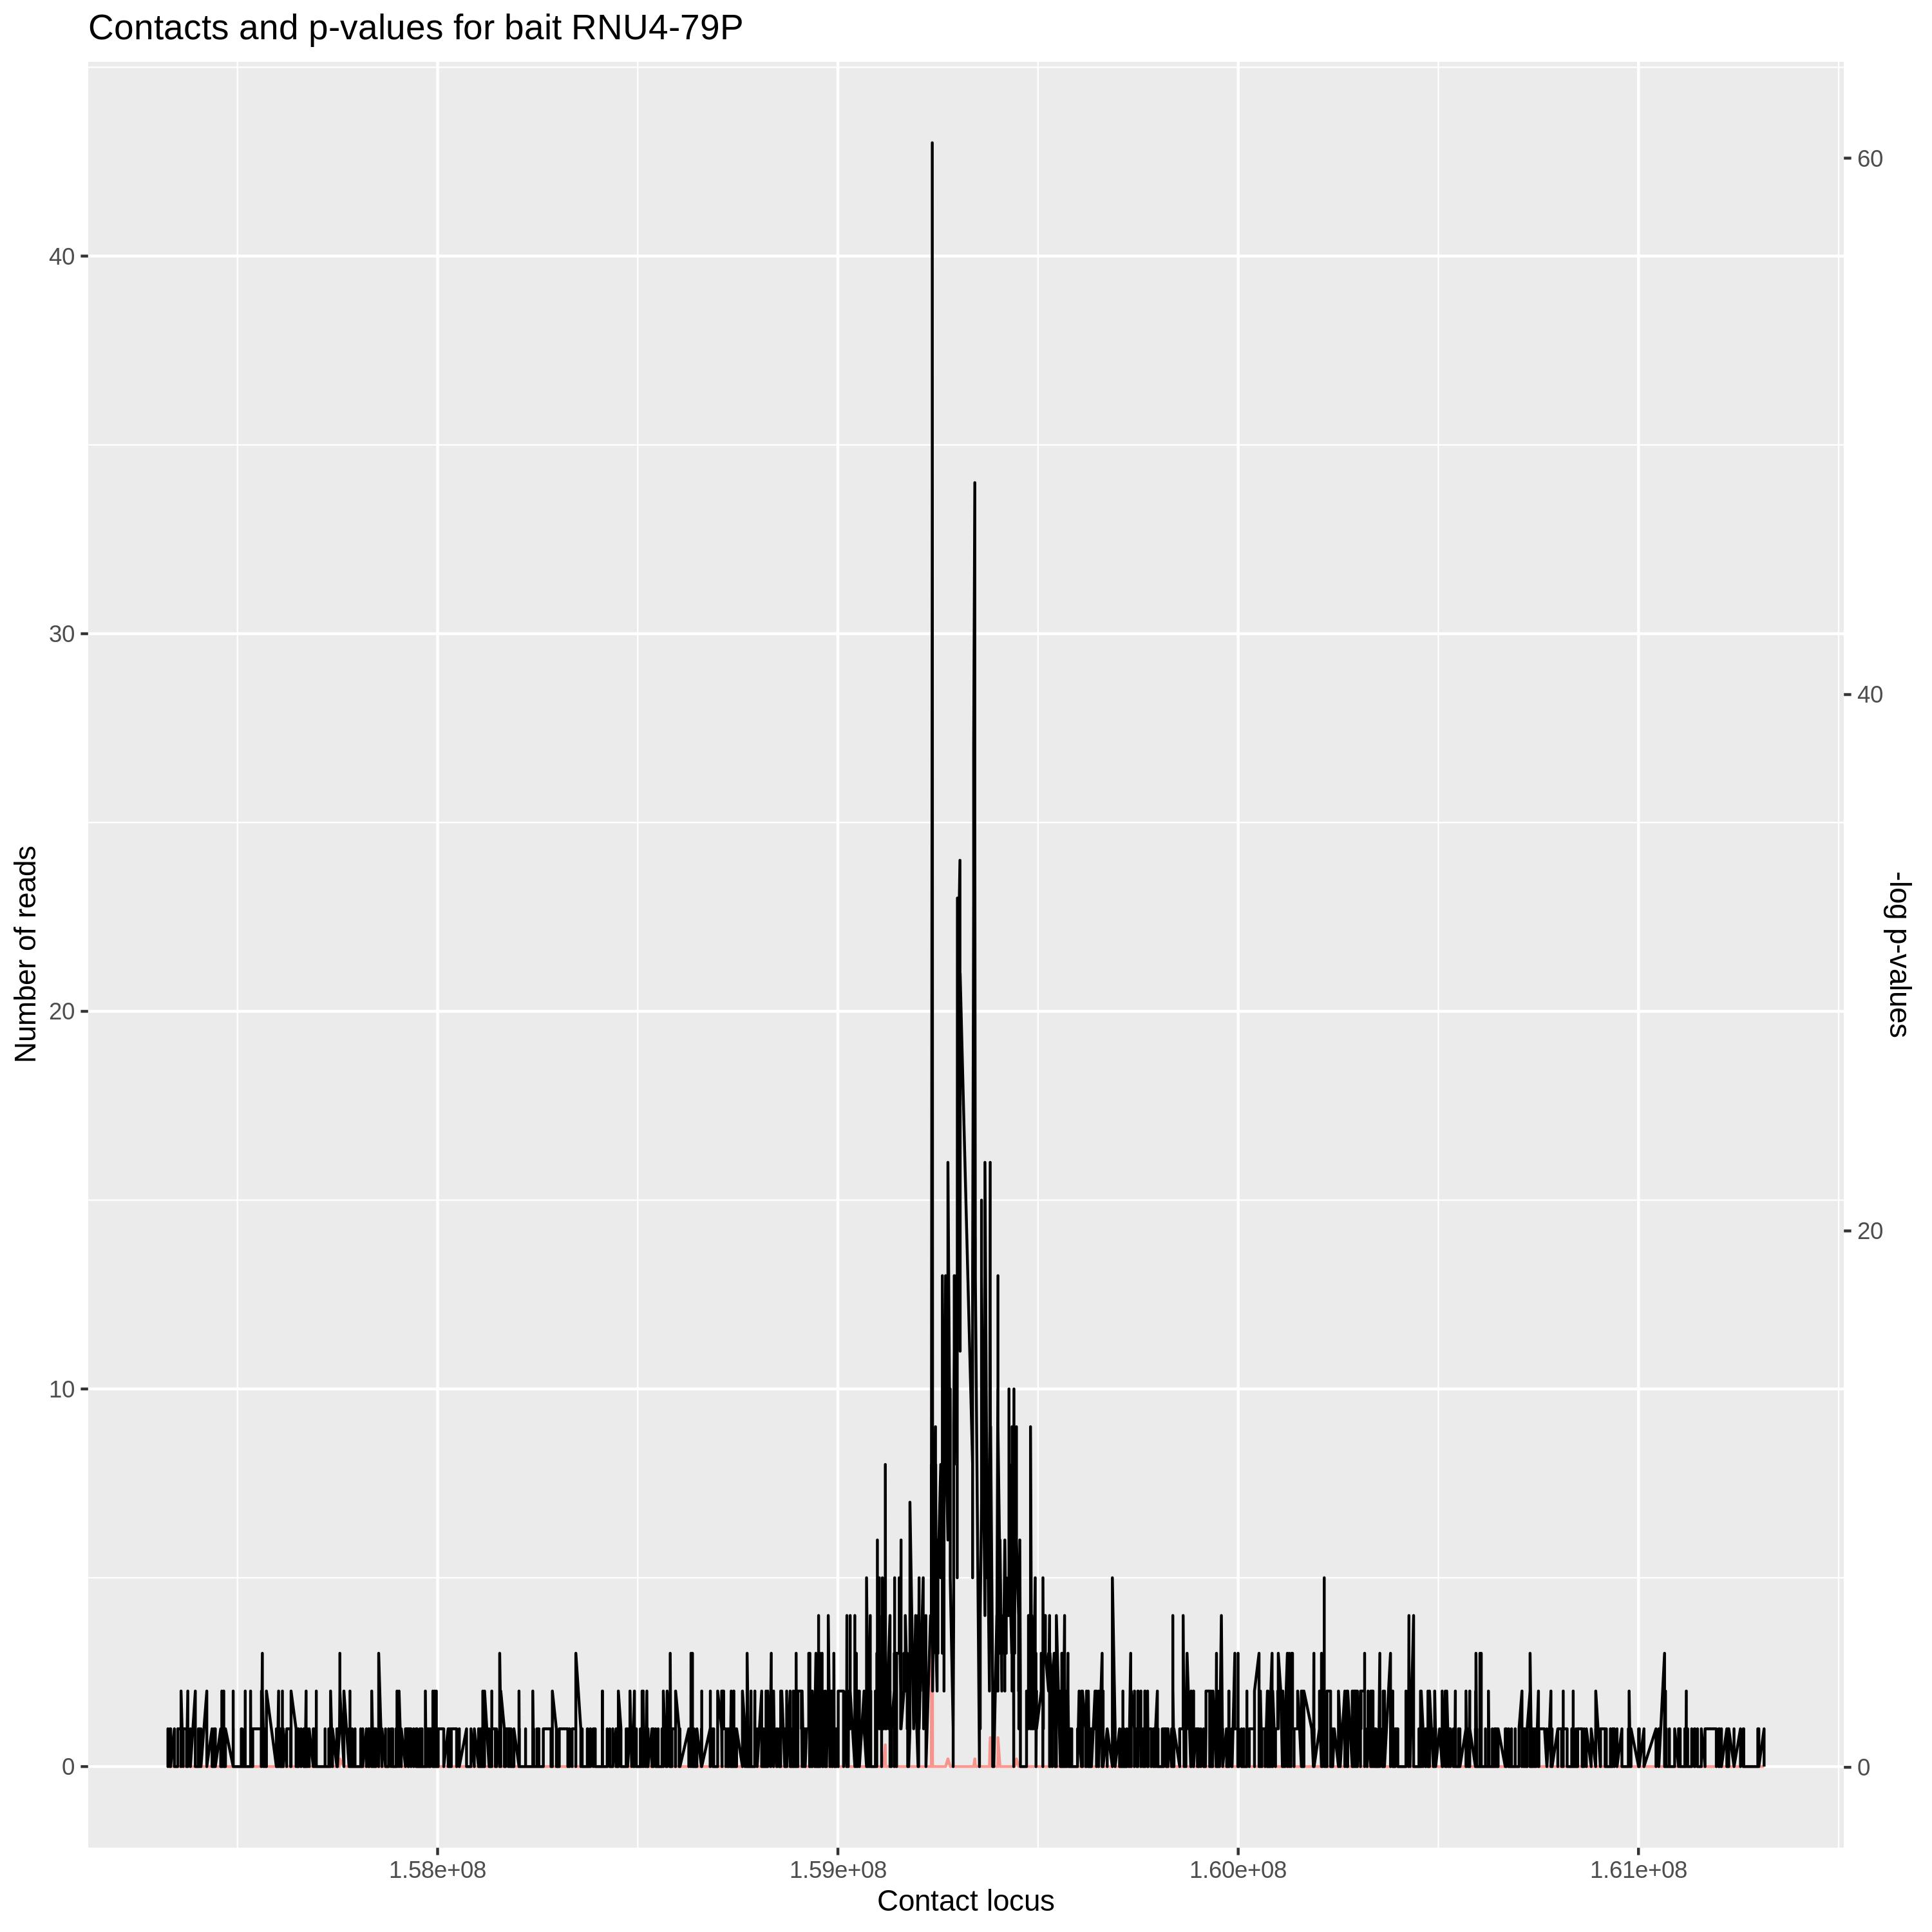 Contacts and p-values for bait RNU4-79P
40
30
20
10
0
60
40
20
0
1.58e+08
1.59e+08
1.60e+08
1.61e+08
Number of reads
-log p-values
Contact locus